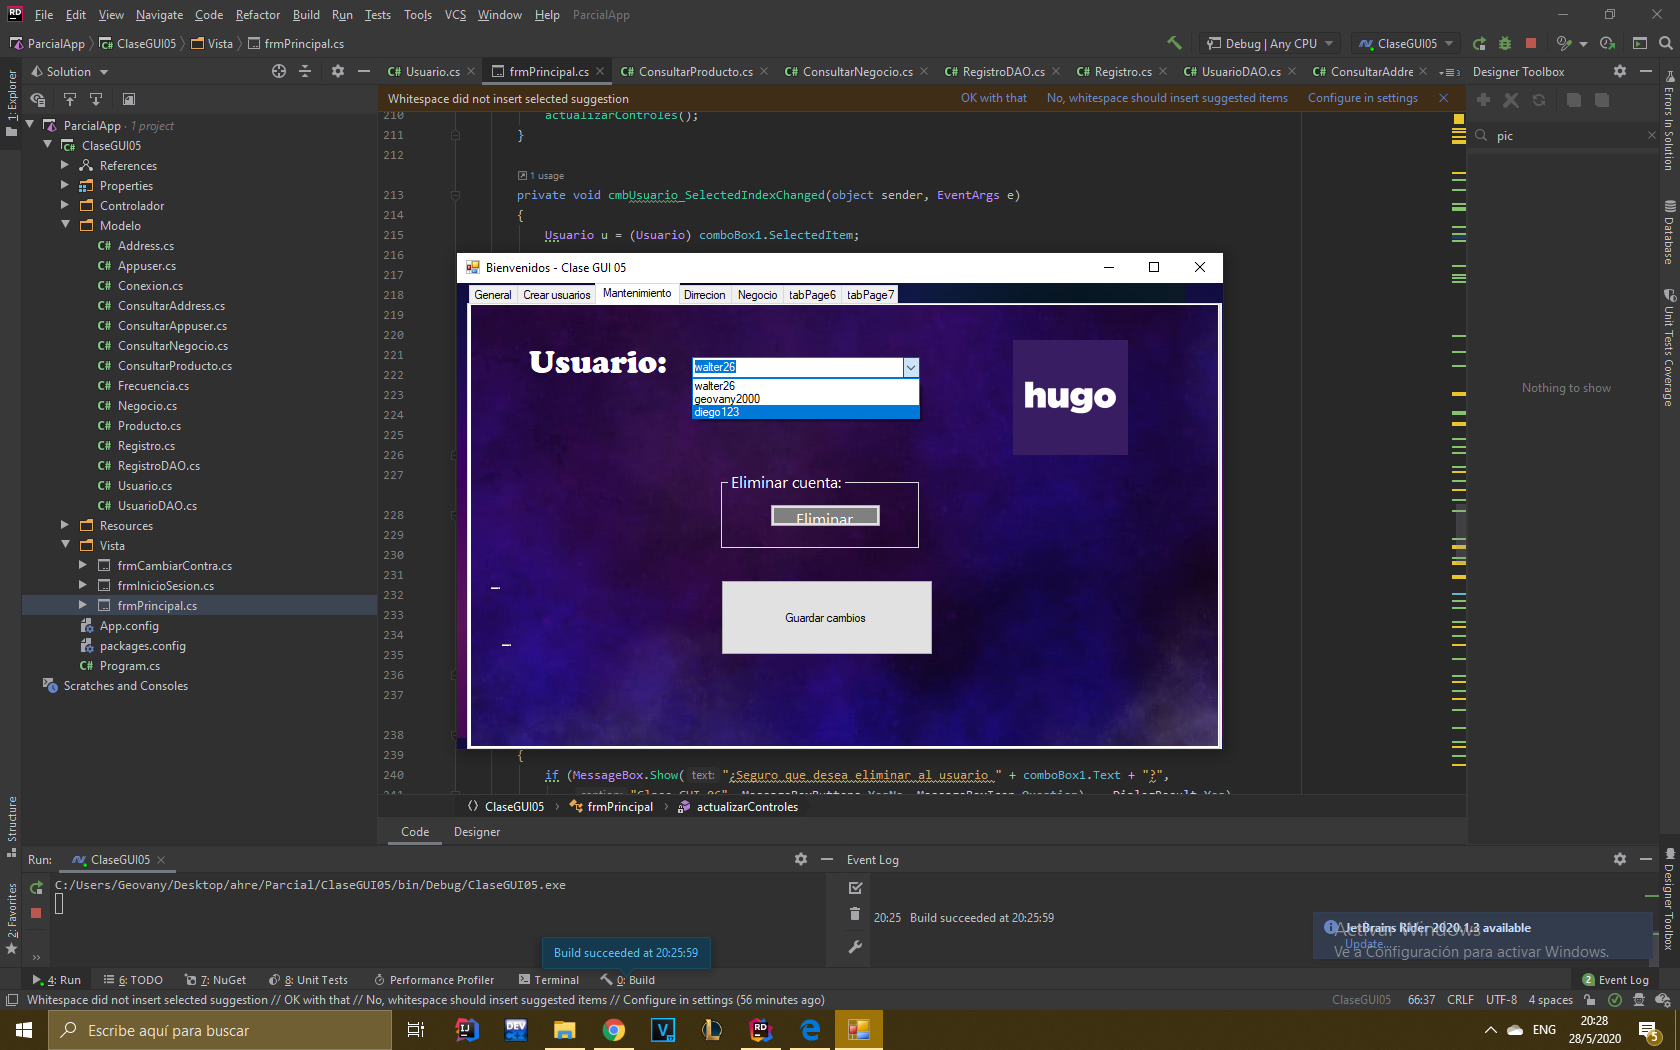 File Edit View Navigate Code Refactor Build Run Tests Tools VCS Window Help ParcialApp
ParcialApp ClaseGUI05 Vista frmPrincipal.cs Debug | Any CPU ClaseGUI05
Solution Usuario.cs frmPrincipal.cs ConsultarProducto.cs ConsultarNegocio.cs RegistroDAO.cs Registro.cs UsuarioDAO.cs ConsultarAddre Designer Toolbox
Whitespace did not insert selected suggestion OK with that No, whitespace should insert suggested items Configure in settings
pic
Nothing to show
1: Explorer
Structure
2: Favorites
Errors In Solution
Database
Unit Tests Coverage
Designer Toolbox
ParcialApp · 1 project
ClaseGUI05
References
Properties
Controlador
Modelo
Address.cs
Appuser.cs
Conexion.cs
ConsultarAddress.cs
ConsultarAppuser.cs
ConsultarNegocio.cs
ConsultarProducto.cs
Frecuencia.cs
Negocio.cs
Producto.cs
Registro.cs
RegistroDAO.cs
Usuario.cs
UsuarioDAO.cs
Resources
Vista
frmCambiarContra.cs
frmInicioSesion.cs
frmPrincipal.cs
App.config
packages.config
Program.cs
Scratches and Consoles
210 actualizarControles();
211 }
212
1 usage
213 private void cmbUsuario_SelectedIndexChanged(object sender, EventArgs e)
214 {
215 Usuario u = (Usuario) comboBox1.SelectedItem;
216
217
218
219
220
221
222
223
224
225
226
227
228
229
230
231
232
233
234
235
236
237
238
239 {
240 if (MessageBox.Show( text: "¿Seguro que desea eliminar al usuario " + comboBox1.Text + "?",
Bienvenidos - Clase GUI 05
General Crear usuarios Mantenimiento Dirrecion Negocio tabPage6 tabPage7
Usuario: walter26
walter26
geovany2000
diego123
hugo
Eliminar cuenta:
Eliminar
Guardar cambios
ClaseGUI05 frmPrincipal actualizarControles
Code Designer
Run: ClaseGUI05 Event Log
C:/Users/Geovany/Desktop/ahre/Parcial/ClaseGUI05/bin/Debug/ClaseGUI05.exe
20:25 Build succeeded at 20:25:59
JetBrains Rider 2020.1.3 available
Update...
Activar Windows
Ve a Configuración para activar Windows.
Build succeeded at 20:25:59
4: Run 6: TODO 7: NuGet 8: Unit Tests Performance Profiler Terminal 0: Build 2 Event Log
Whitespace did not insert selected suggestion // OK with that // No, whitespace should insert suggested items // Configure in settings (56 minutes ago) ClaseGUI05 66:37 CRLF UTF-8 4 spaces
Escribe aquí para buscar ENG 20:28
28/5/2020 5